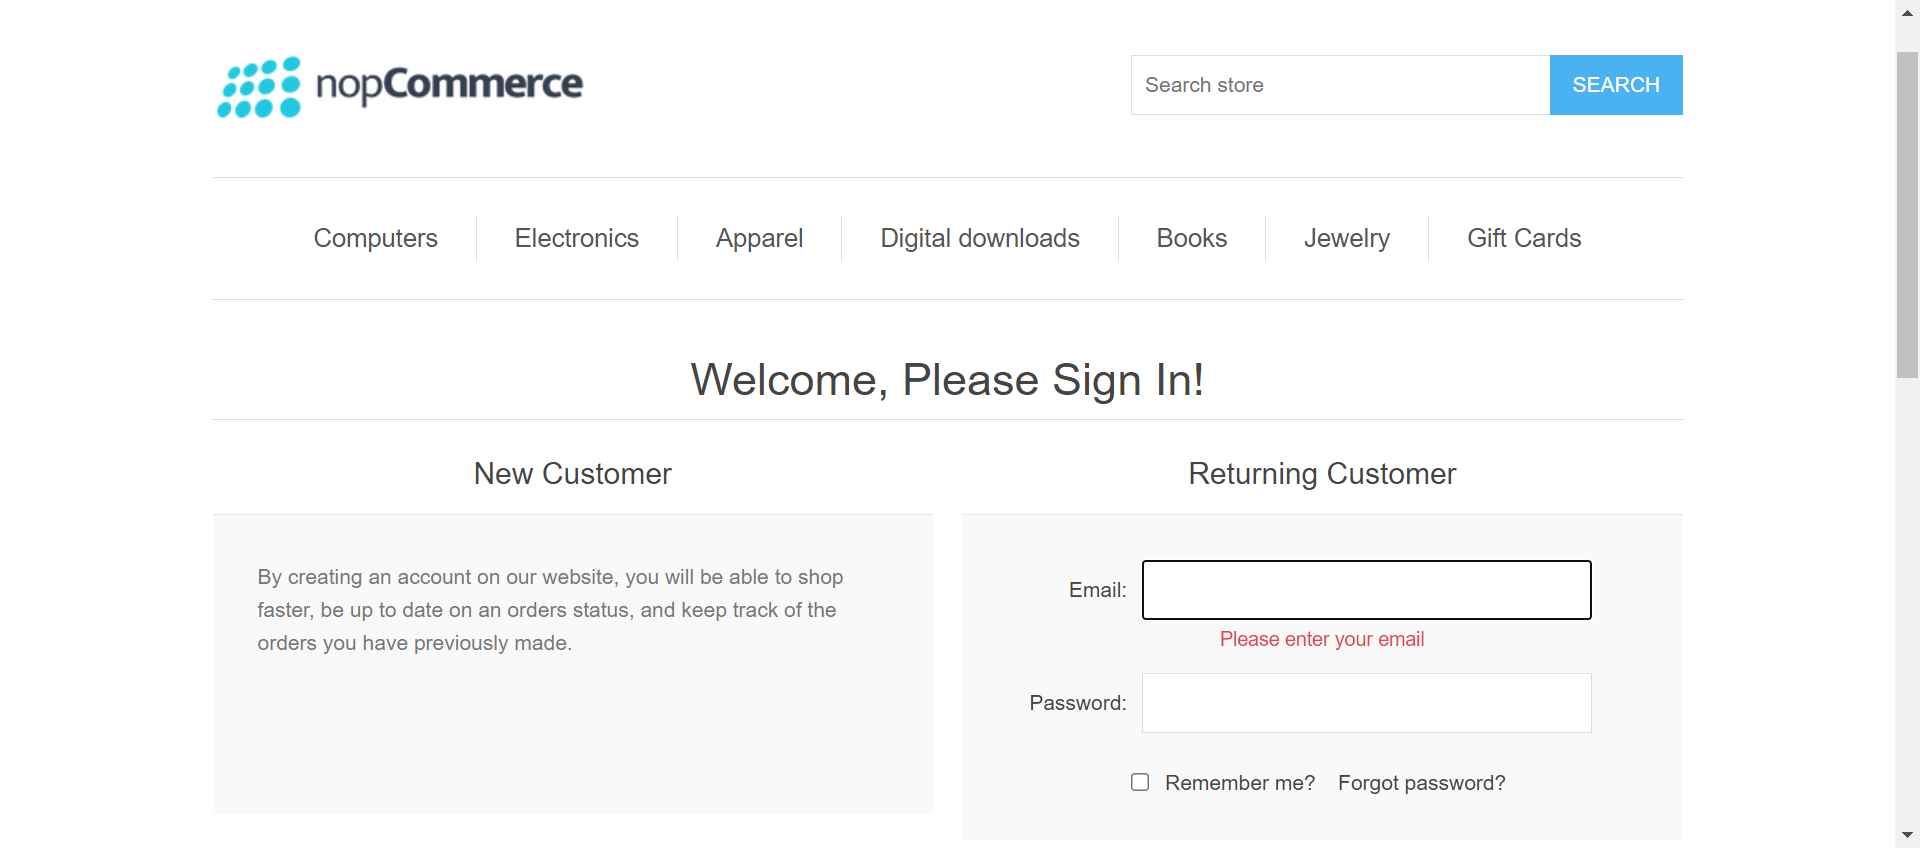 nopCommerce
Search store
SEARCH
Computers
Electronics
Apparel
Digital downloads
Books
Jewelry
Gift Cards
Welcome, Please Sign In!
New Customer
By creating an account on our website, you will be able to shop
faster, be up to date on an orders status, and keep track of the
orders you have previously made.
Returning Customer
Email:
Please enter your email
Password:
Remember me?
Forgot password?